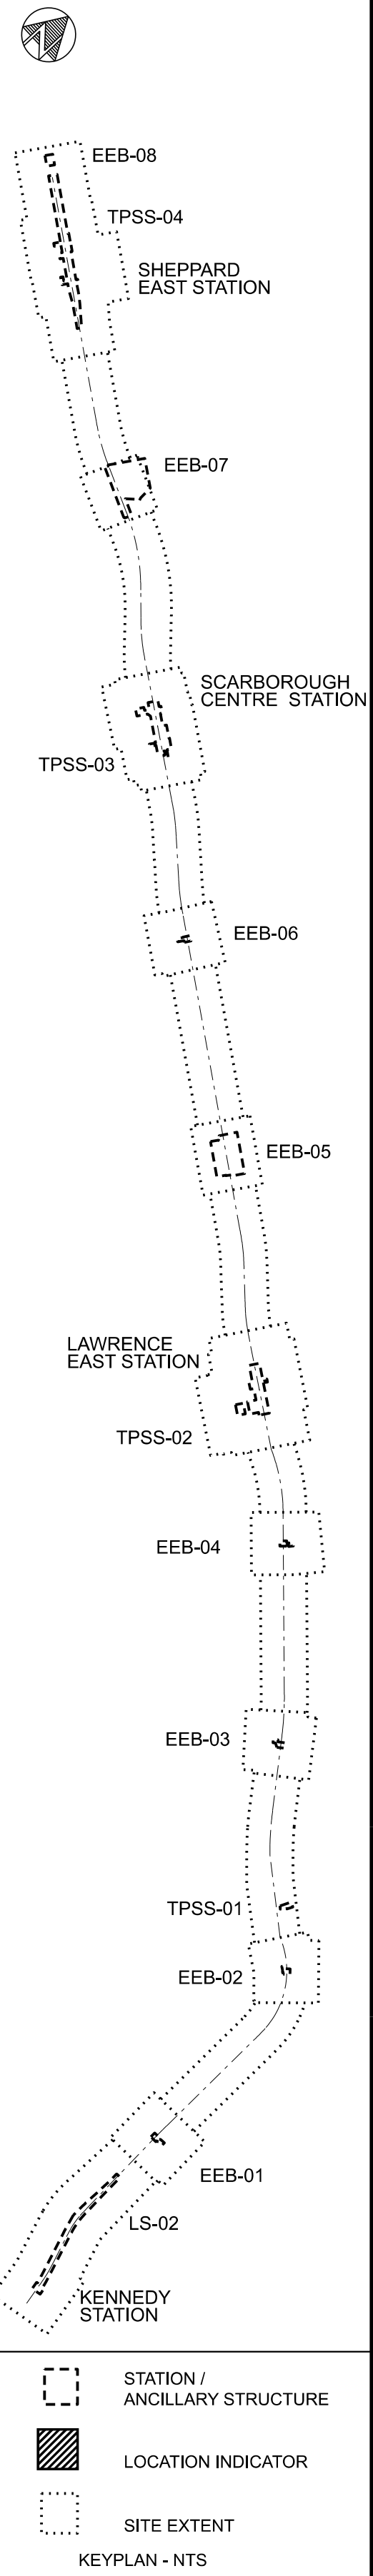 EEB-08
TPSS-04
SHEPPARD
EAST STATION
EEB-07
SCARBOROUGH
CENTRE STATION
TPSS-03
EEB-06
EEB-05
LAWRENCE
EAST STATION
TPSS-02
EEB-04
EEB-03
TPSS-01
EEB-02
EEB-01
LS-02
KENNEDY
STATION
STATION /
ANCILLARY STRUCTURE
LOCATION INDICATOR
SITE EXTENT
KEYPLAN - NTS